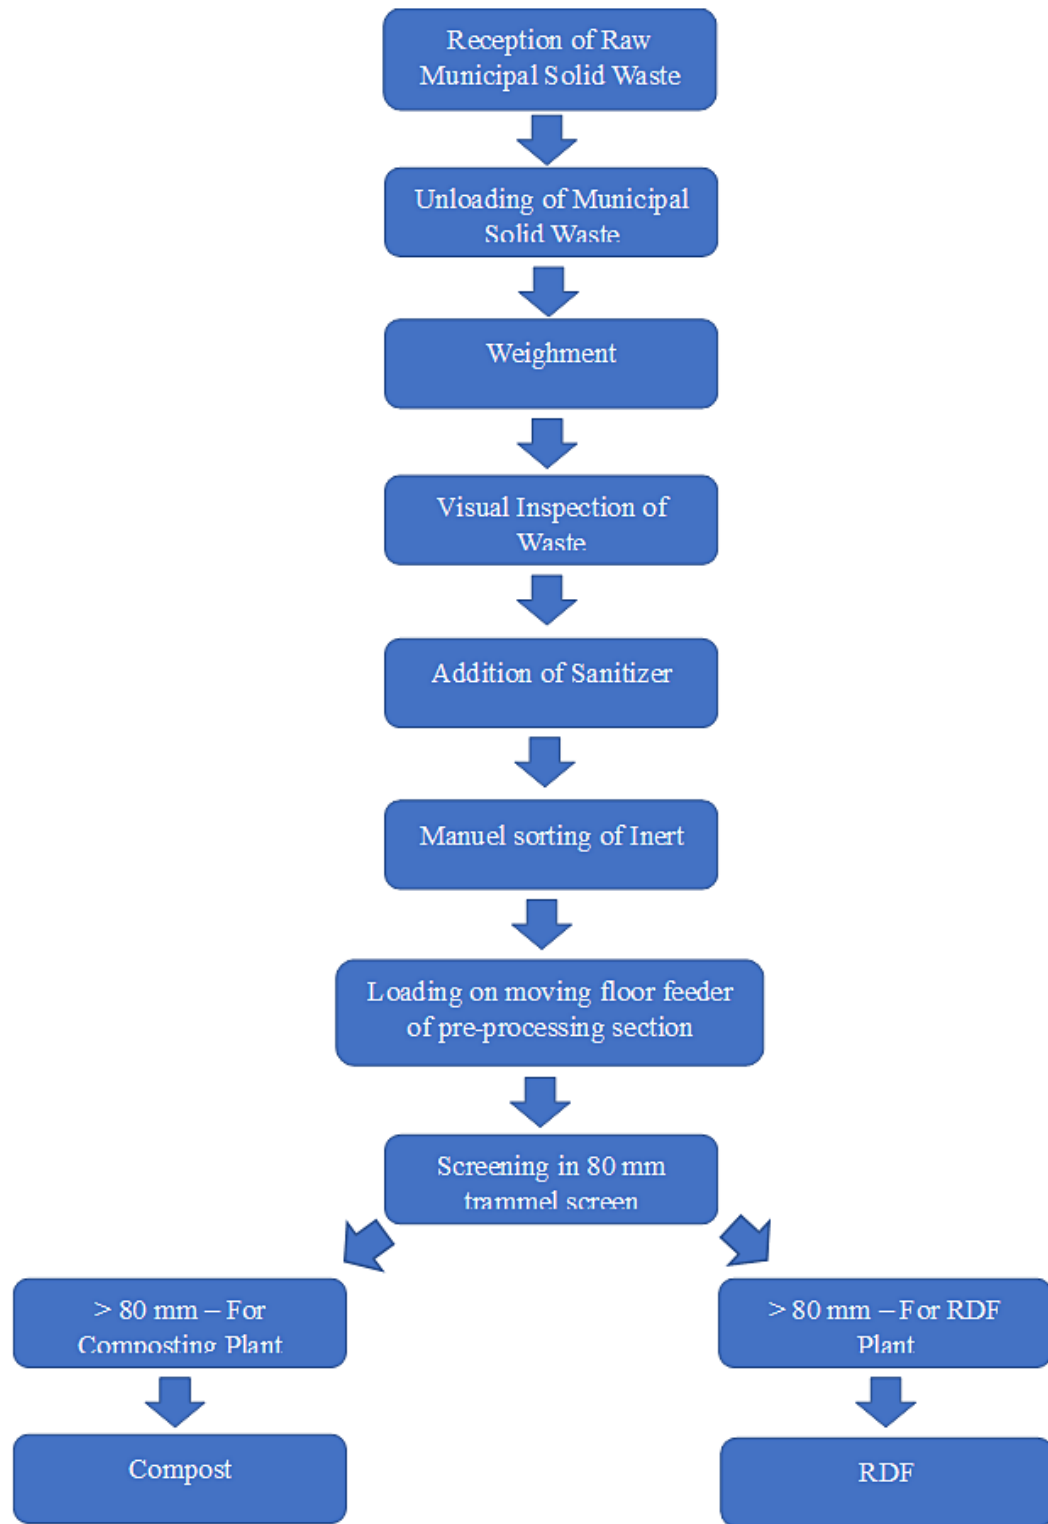 Reception of Raw
Municipal Solid Waste
Unloading of Municipal
Solid Waste
Weighment
Visual Inspection of
Waste
Addition of Sanitizer
Manuel sorting of Inert
Loading on moving floor feeder
of pre-processing section
Screening in 80 mm
trammel screen
> 80 mm – For
Composting Plant
> 80 mm – For RDF
Plant
Compost
RDF